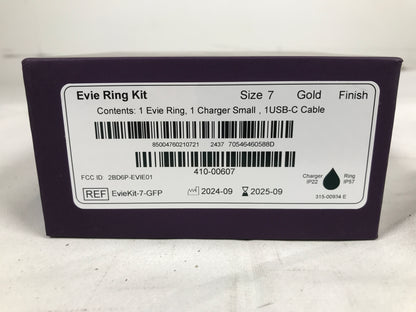 Evie Ring Kit Size 7 Gold Finish
Contents: 1 Evie Ring, 1 Charger Small , 1USB-C Cable
85004760210721 2437 70546460588D
410-00607
FCC ID: 2BD6P-EVIE01
Charger IP22 Ring IP57
REF EvieKit-7-GFP 2024-09 2025-09
315-00934 E